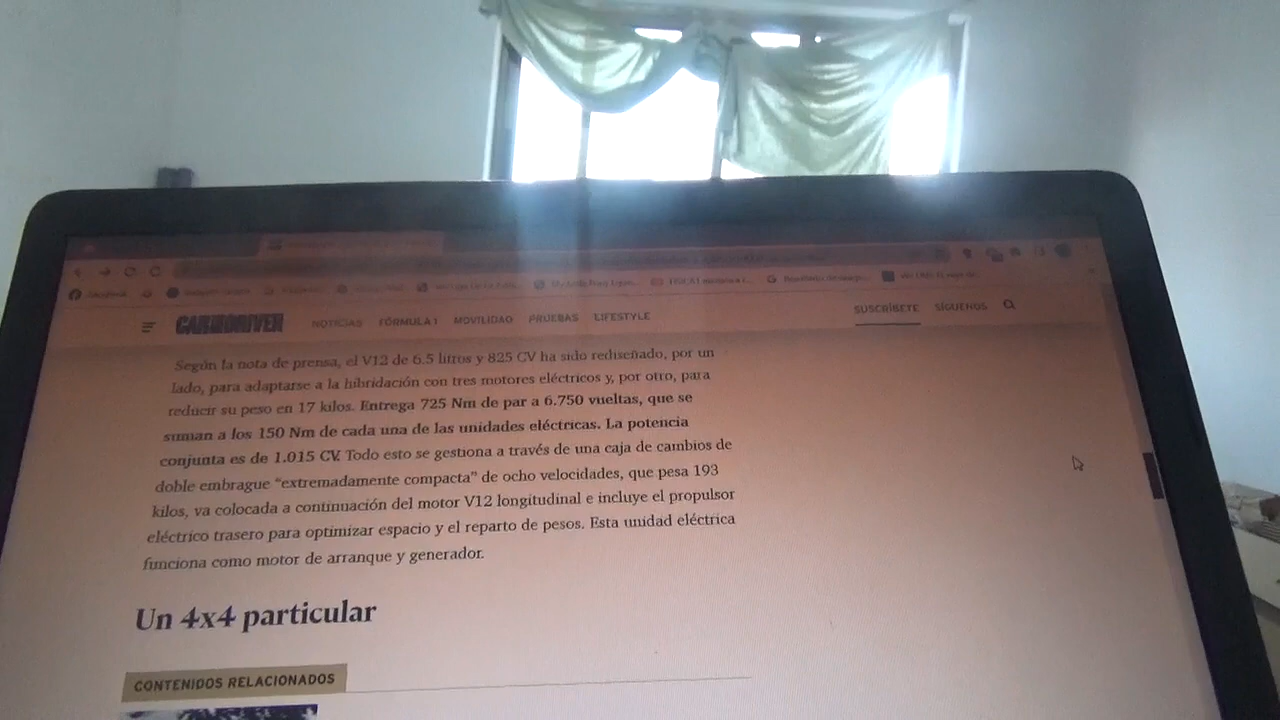 CAR AND DRIVER
NOTICIAS FÓRMULA 1 MOVILIDAD PRUEBAS LIFESTYLE SUSCRÍBETE SÍGUENOS
Según la nota de prensa, el V12 de 6.5 litros y 825 CV ha sido rediseñado, por un
lado, para adaptarse a la hibridación con tres motores eléctricos y, por otro, para
reducir su peso en 17 kilos. Entrega 725 Nm de par a 6.750 vueltas, que se
suman a los 150 Nm de cada una de las unidades eléctricas. La potencia
conjunta es de 1.015 CV. Todo esto se gestiona a través de una caja de cambios de
doble embrague “extremadamente compacta” de ocho velocidades, que pesa 193
kilos, va colocada a continuación del motor V12 longitudinal e incluye el propulsor
eléctrico trasero para optimizar espacio y el reparto de pesos. Esta unidad eléctrica
funciona como motor de arranque y generador.
Un 4x4 particular
CONTENIDOS RELACIONADOS